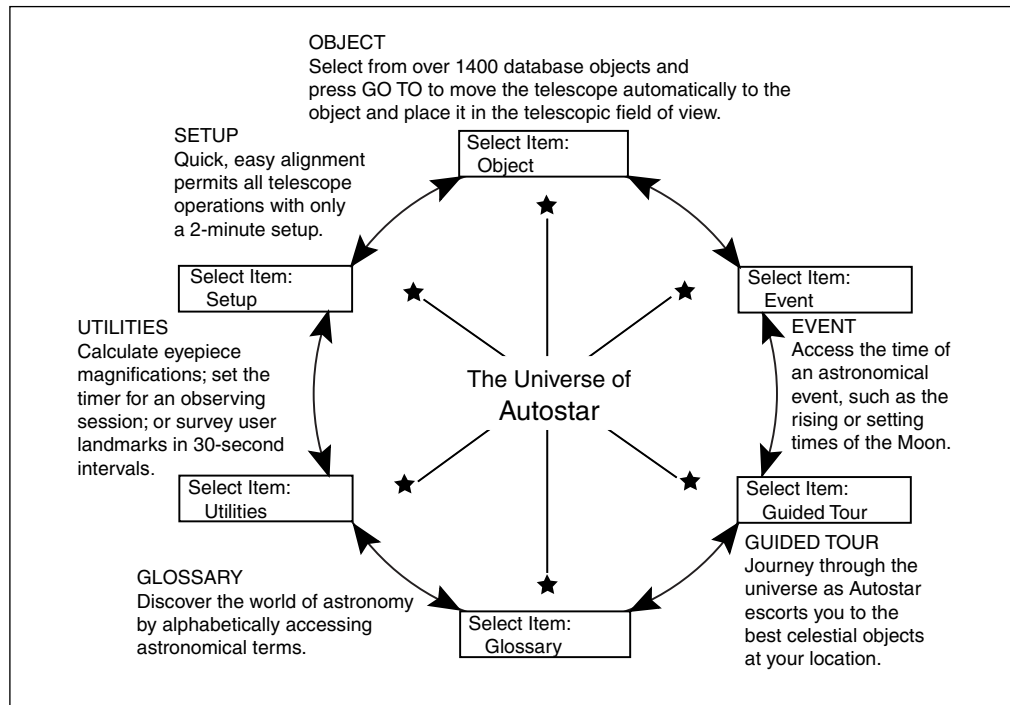 OBJECT
Select from over 1400 database objects and
press GO TO to move the telescope automatically to the
object and place it in the telescopic field of view.
Select Item:
Object
SETUP
Quick, easy alignment
permits all telescope
operations with only
a 2-minute setup.
Select Item:
Setup
Select Item:
Event
EVENT
Access the time of
an astronomical
event, such as the
rising or setting
times of the Moon.
UTILITIES
Calculate eyepiece
magnifications; set the
timer for an observing
session; or survey user
landmarks in 30-second
intervals.
The Universe of
Autostar
Select Item:
Utilities
Select Item:
Guided Tour
GUIDED TOUR
Journey through the
universe as Autostar
escorts you to the
best celestial objects
at your location.
GLOSSARY
Discover the world of astronomy
by alphabetically accessing
astronomical terms.
Select Item:
Glossary